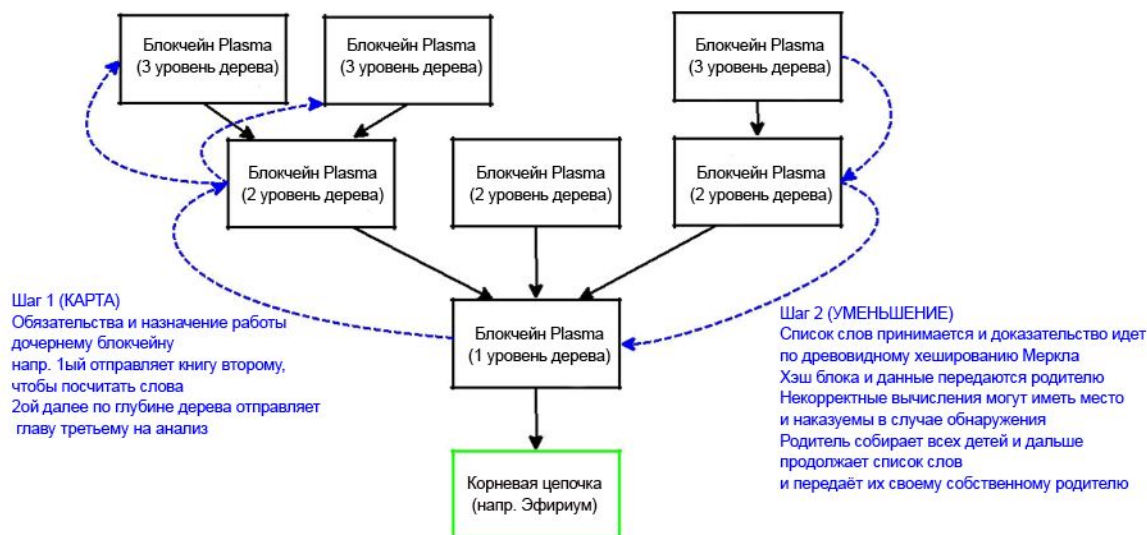 Блокчейн Plasma
(3 уровень дерева)
Блокчейн Plasma
(3 уровень дерева)
Блокчейн Plasma
(3 уровень дерева)
Блокчейн Plasma
(2 уровень дерева)
Блокчейн Plasma
(2 уровень дерева)
Блокчейн Plasma
(2 уровень дерева)
Шаг 1 (КАРТА)
Обязательства и назначение работы
дочернему блокчейну
напр. 1ый отправляет книгу второму,
чтобы посчитать слова
2ой далее по глубине дерева отправляет
главу третьему на анализ
Блокчейн Plasma
(1 уровень дерева)
Шаг 2 (УМЕНЬШЕНИЕ)
Список слов принимается и доказательство идет
по древовидному хешированию Меркла
Хэш блока и данные передаются родителю
Некорректные вычисления могут иметь место
и наказуемы в случае обнаружения
Родитель собирает всех детей и дальше
продолжает список слов
и передаёт их своему собственному родителю
Корневая цепочка
(напр. Эфириум)